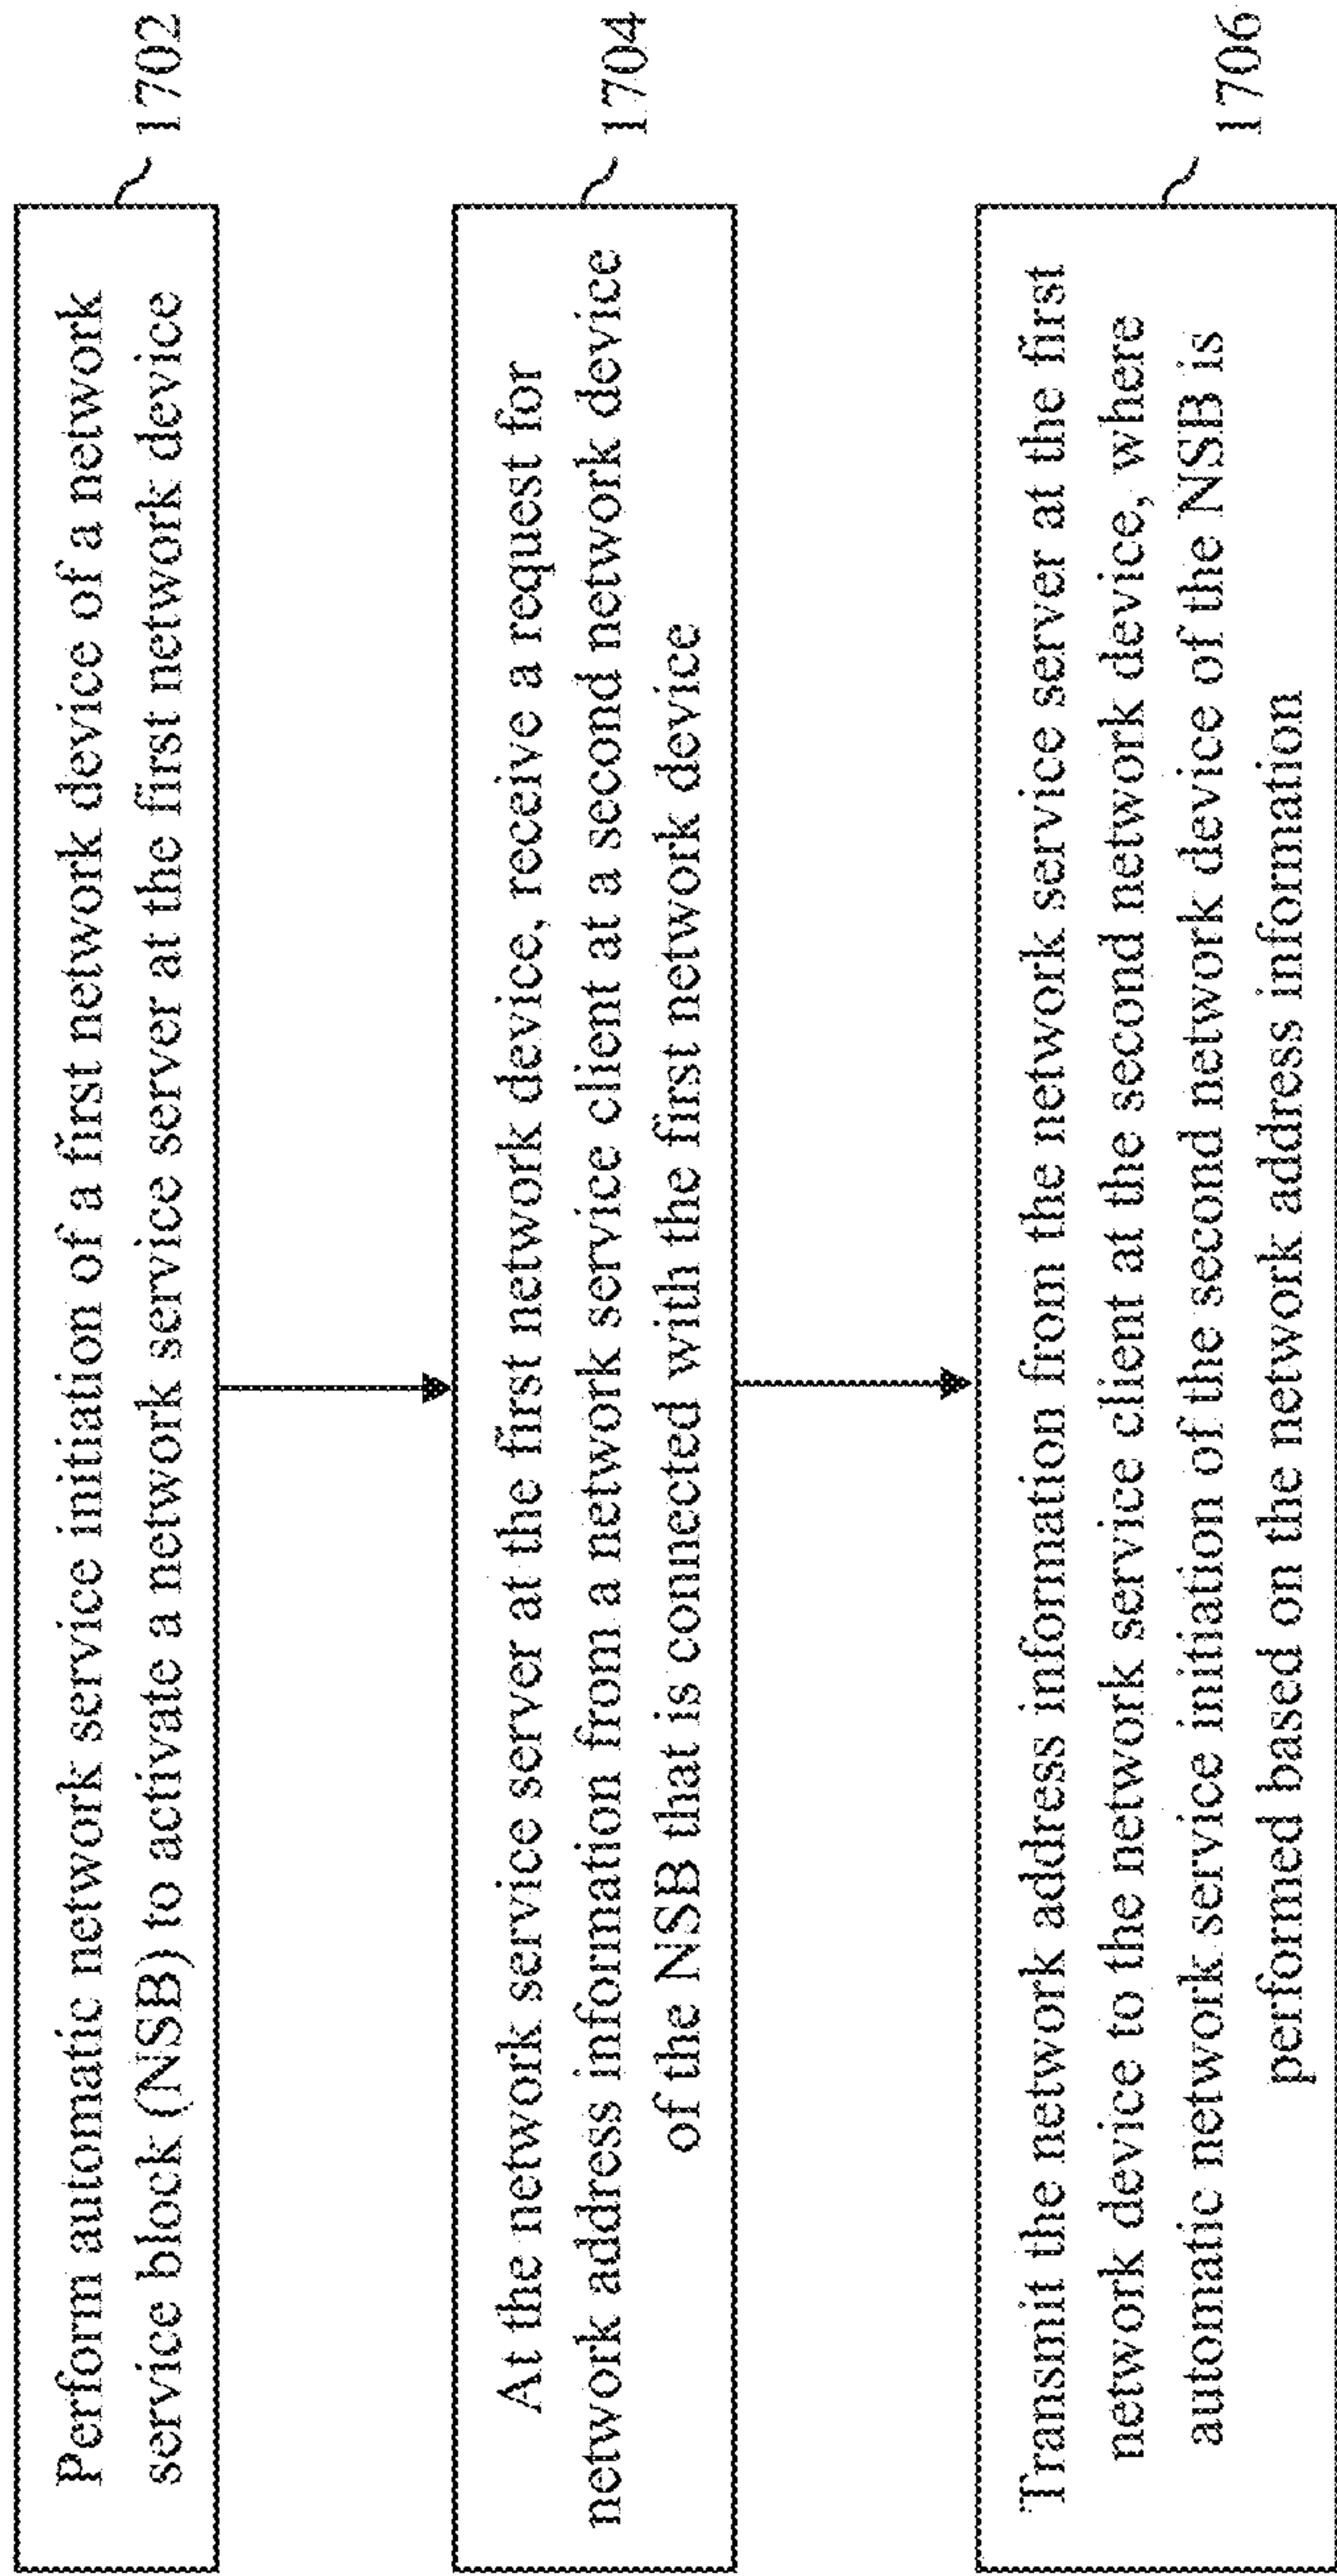 Perform automatic network service initiation of a first network device of a network
service block (NSB) to activate a network service server at the first network device
1702
At the network service server at the first network device, receive a request for
network address information from a network service client at a second network device
of the NSB that is connected with the first network device
1704
Transmit the network address information from the network service server at the first
network device to the network service client at the second network device, where
automatic network service initiation of the second network device of the NSB is
performed based on the network address information
1706